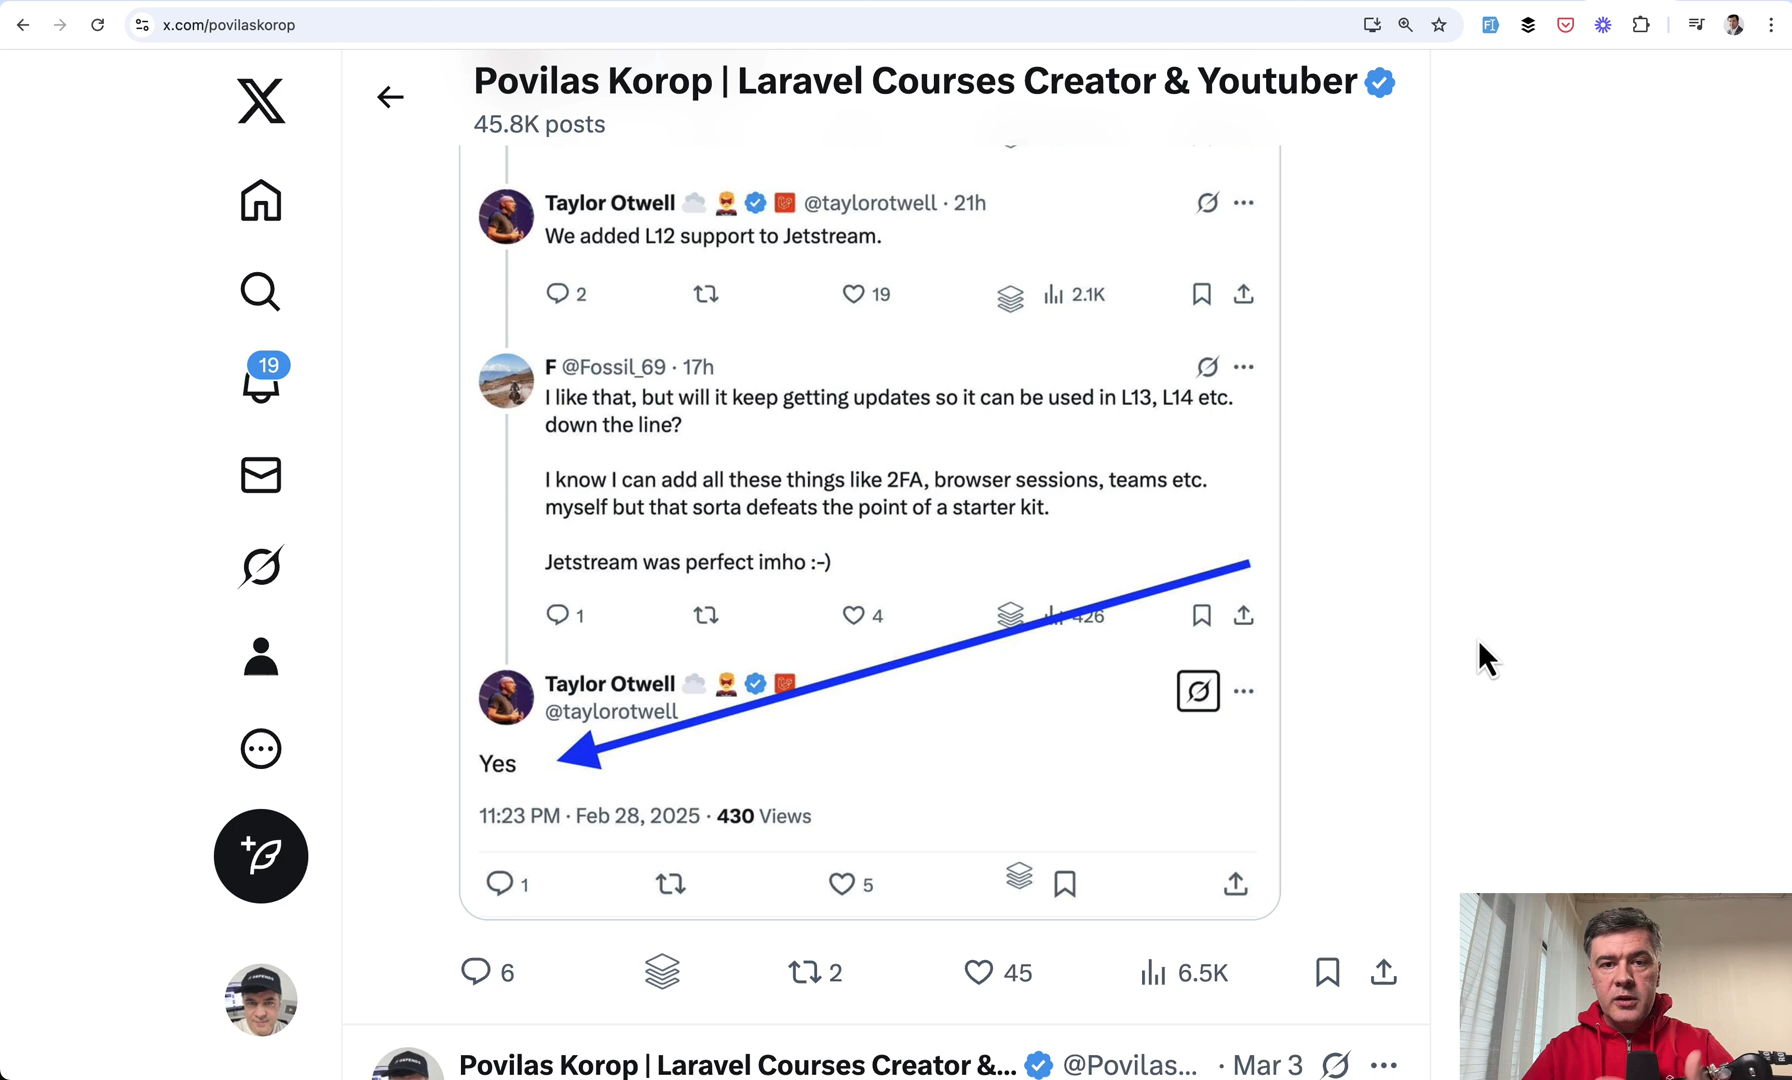 x.com/povilaskorop
Povilas Korop | Laravel Courses Creator & Youtuber
45.8K posts
Taylor Otwell @taylorotwell · 21h
We added L12 support to Jetstream.
2 19 2.1K
F @Fossil_69 · 17h
I like that, but will it keep getting updates so it can be used in L13, L14 etc.
down the line?
I know I can add all these things like 2FA, browser sessions, teams etc.
myself but that sorta defeats the point of a starter kit.
Jetstream was perfect imho :-)
1 4 426
19
Taylor Otwell
@taylorotwell
Yes
11:23 PM · Feb 28, 2025 · 430 Views
1 5
6 2 45 6.5K
Povilas Korop | Laravel Courses Creator &... @Povilas... · Mar 3